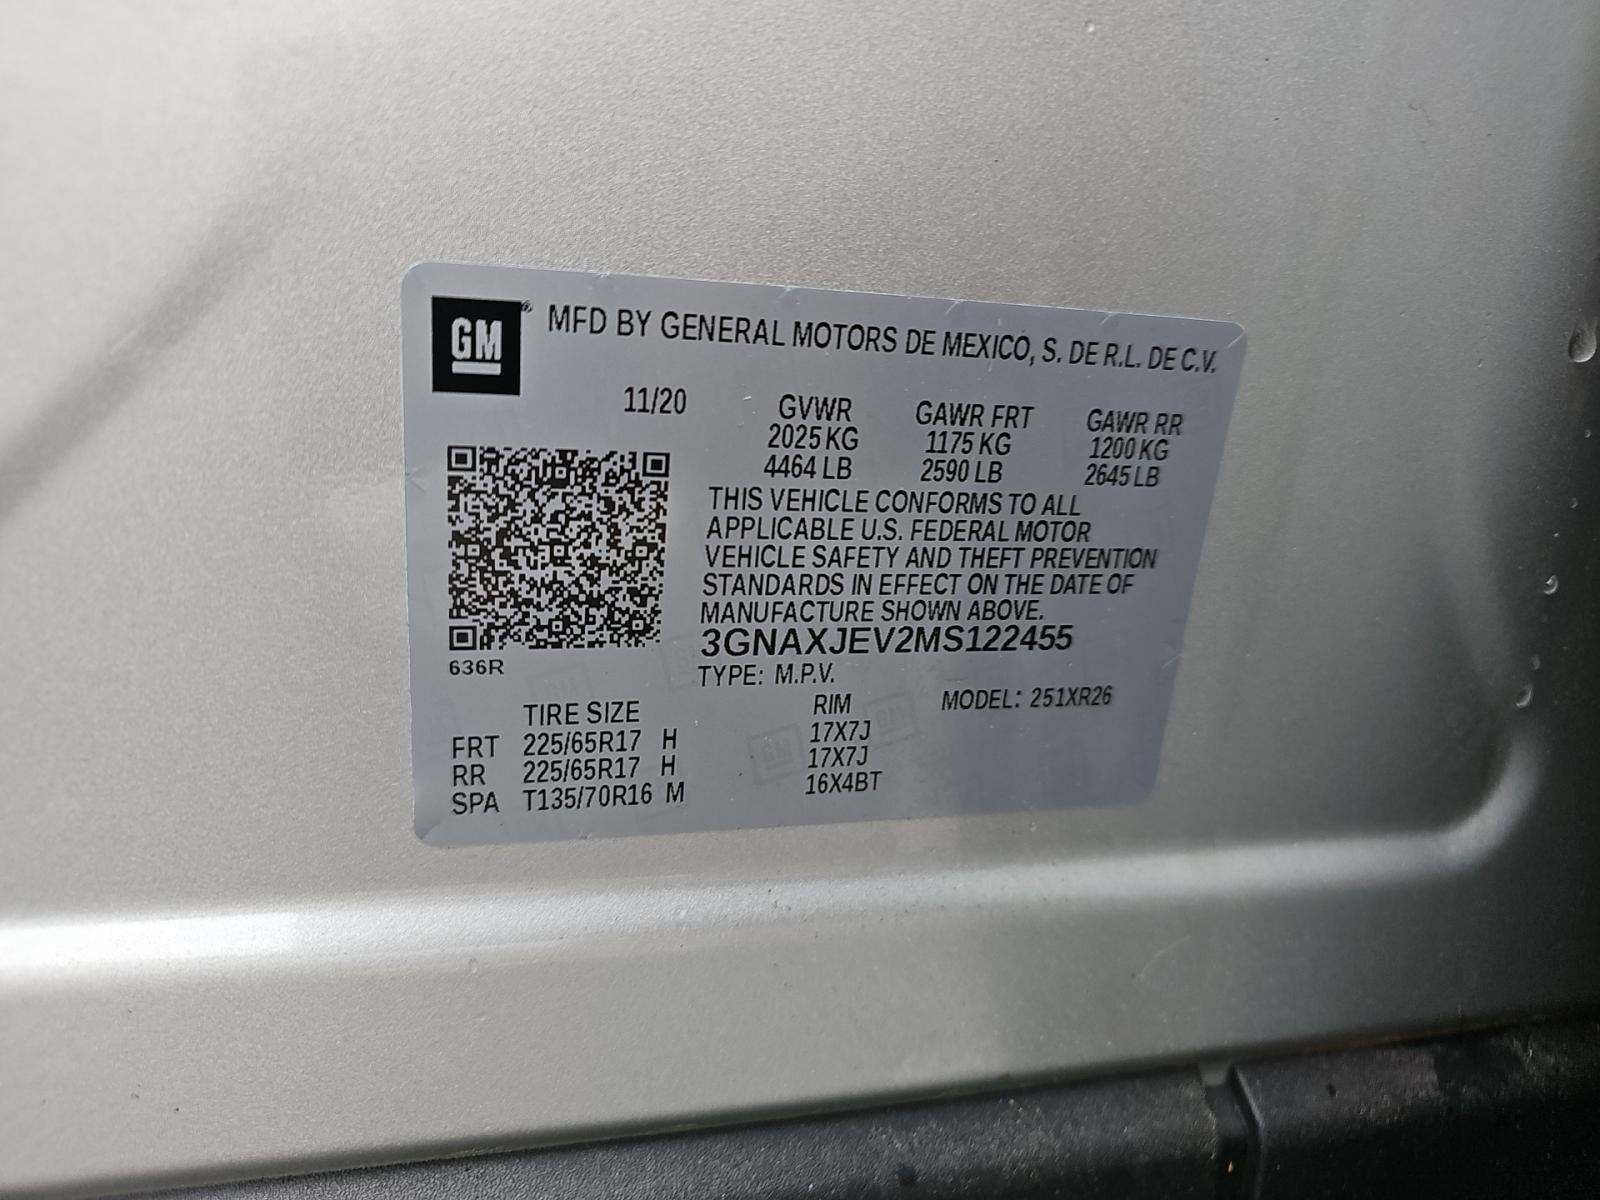 GM ® MFD BY GENERAL MOTORS DE MEXICO, S. DE R.L. DE C.V.
11/20 GVWR GAWR FRT GAWR RR
2025 KG 1175 KG 1200 KG
4464 LB 2590 LB 2645 LB
THIS VEHICLE CONFORMS TO ALL
APPLICABLE U.S. FEDERAL MOTOR
VEHICLE SAFETY AND THEFT PREVENTION
STANDARDS IN EFFECT ON THE DATE OF
MANUFACTURE SHOWN ABOVE.
3GNAXJEV2MS122455
636R
TYPE: M.P.V.
TIRE SIZE RIM MODEL: 251XR26
FRT 225/65R17 H 17X7J
RR 225/65R17 H 17X7J
SPA T135/70R16 M 16X4BT
GM
GM
GM